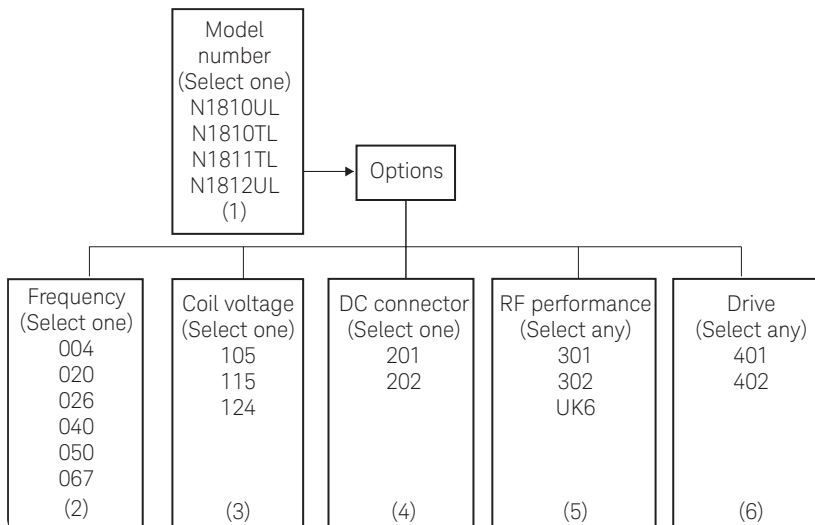 Model
number
(Select one)
N1810UL
N1810TL
N1811TL
N1812UL
(1)
Options
Frequency
(Select one)
004
020
026
040
050
067
(2)
Coil voltage
(Select one)
105
115
124
(3)
DC connector
(Select one)
201
202
(4)
RF performance
(Select any)
301
302
UK6
(5)
Drive
(Select any)
401
402
(6)